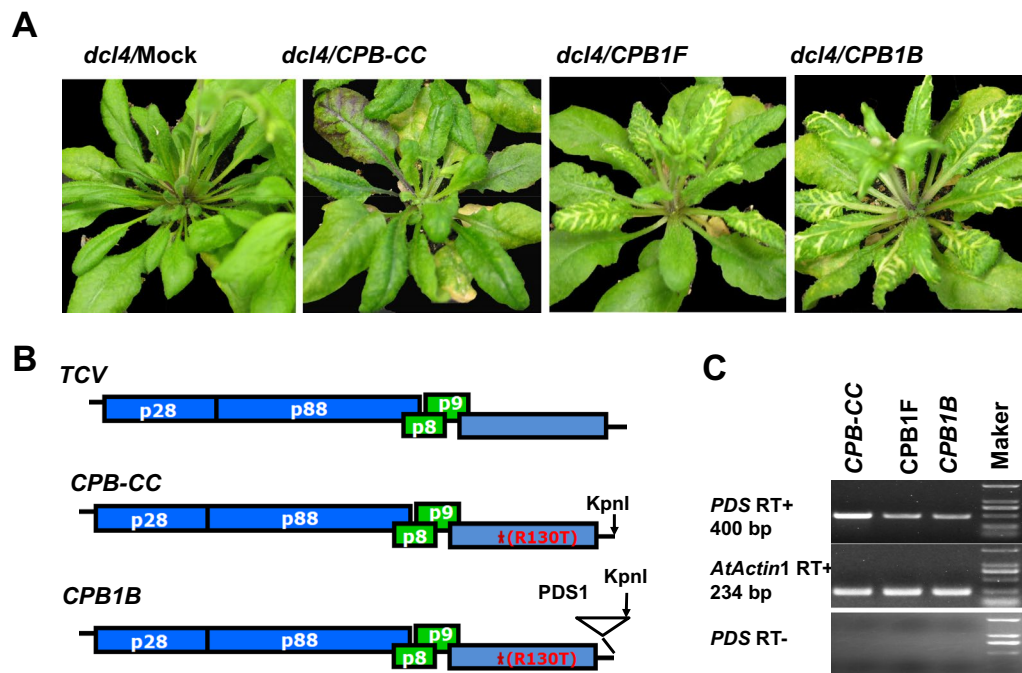 A
dcl4/Mock
dcl4/CPB-CC
dcl4/CPB1F
dcl4/CPB1B
B
TCV
p28
p88
p9
p8
CPB-CC
KpnI
p28
p88
p9
p8
(R130T)
CPB1B
PDS1
KpnI
p28
p88
p9
p8
(R130T)
C
CPB-CC
CPB1F
CPB1B
Maker
PDS RT+
400 bp
AtActin1 RT+
234 bp
PDS RT-